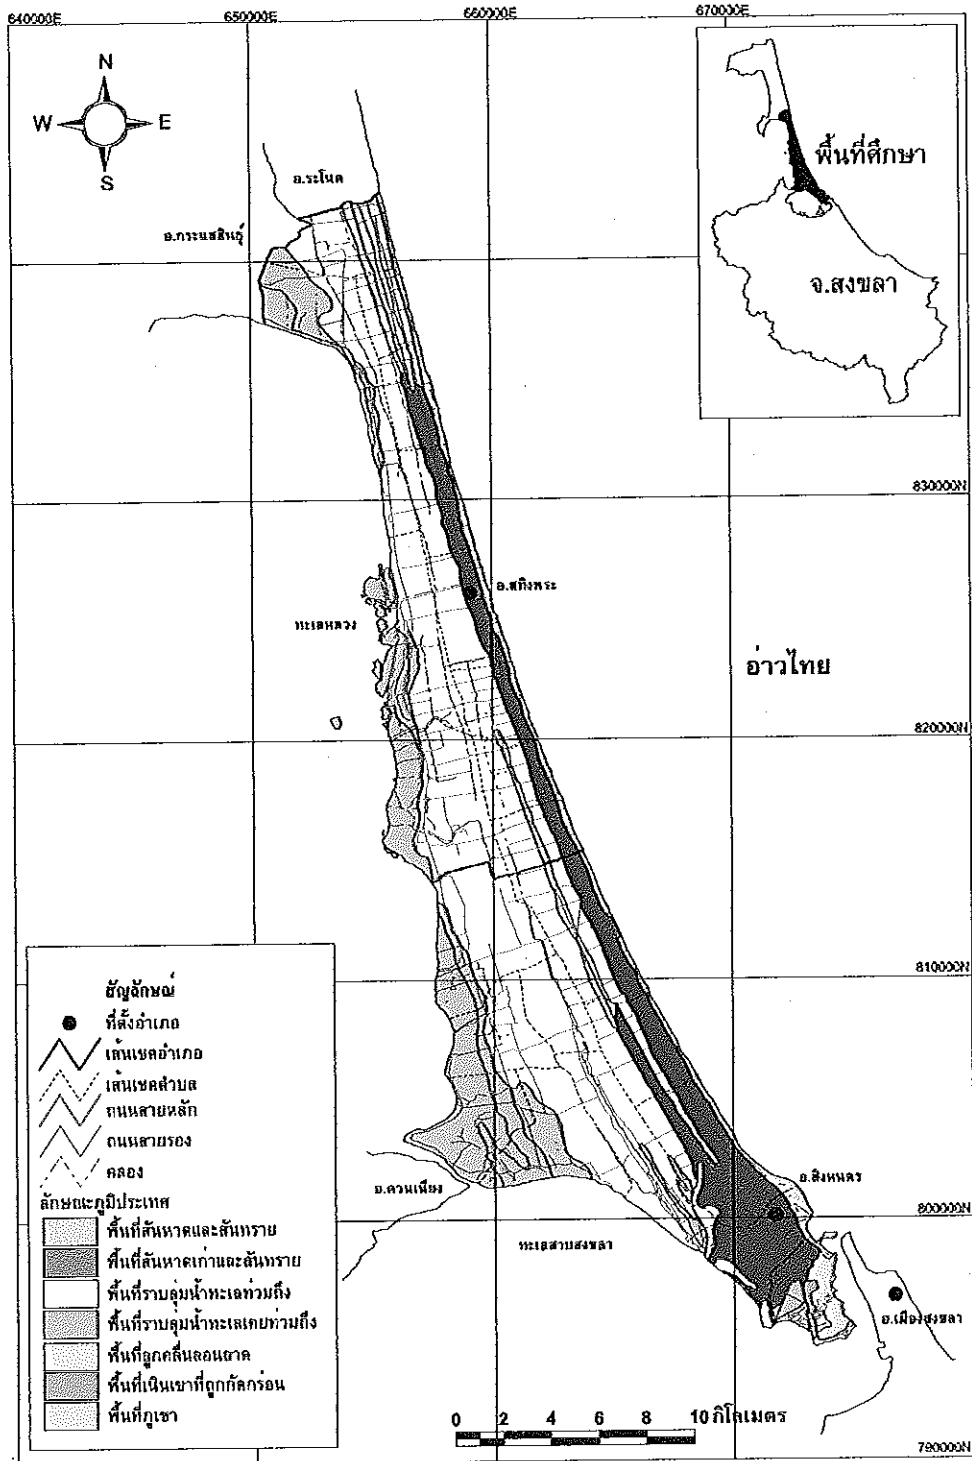 640000E
650000E
660000E
670000E
N
W
E
S
พื้นที่ศึกษา
จ.สงขลา
อ.ระโนด
อ.กระแสสินธุ์
830000N
อ.สทิงพระ
ทะเลหลวง
อ่าวไทย
820000N
810000N
สัญลักษณ์
ที่ตั้งอำเภอ
เส้นเขตอำเภอ
เส้นเขตตำบล
ถนนสายหลัก
ถนนสายรอง
คลอง
ลักษณะภูมิประเทศ
พื้นที่สันหาดและสันทราย
พื้นที่สันหาดเก่าและสันทราย
พื้นที่ราบลุ่มน้ำทะเลท่วมถึง
พื้นที่ราบลุ่มน้ำทะเลเคยท่วมถึง
พื้นที่ลูกคลื่นลอนลาด
พื้นที่เนินเขาที่ถูกกัดกร่อน
พื้นที่ภูเขา
อ.ควนเนียง
อ.สิงหนคร
800000N
ทะเลสาบสงขลา
อ.เมืองสงขลา
0 2 4 6 8 10 กิโลเมตร
790000N